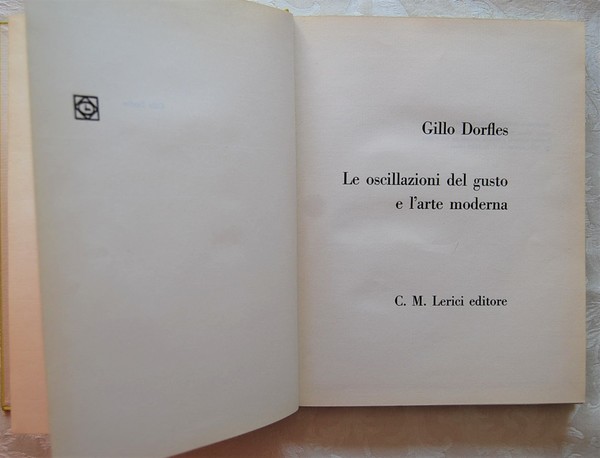 Gillo Dorfles
Le oscillazioni del gusto
e l'arte moderna
C. M. Lerici editore